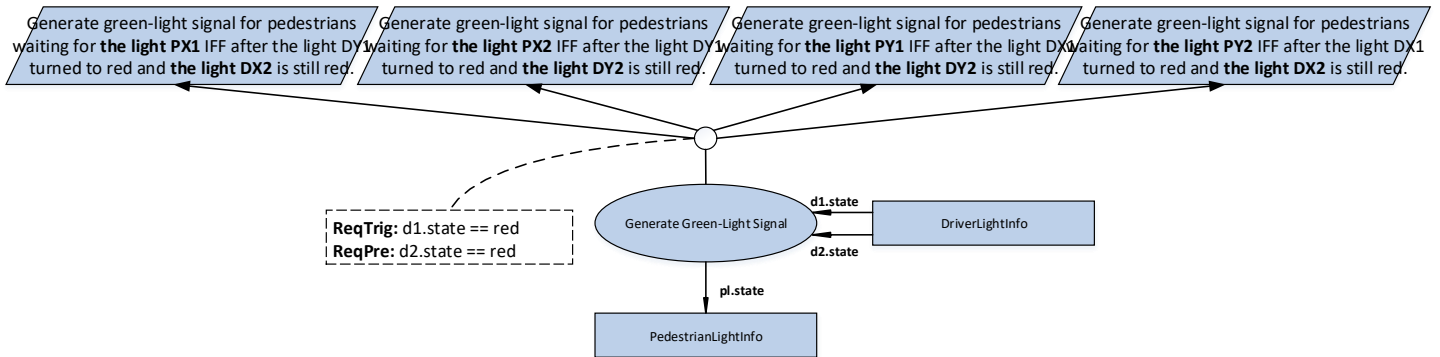 Generate green-light signal for pedestrians
waiting for the light PX1 IFF after the light DY1
turned to red and the light DX2 is still red.
Generate green-light signal for pedestrians
waiting for the light PX2 IFF after the light DY1
turned to red and the light DY2 is still red.
Generate green-light signal for pedestrians
waiting for the light PY1 IFF after the light DX1
turned to red and the light DY2 is still red.
Generate green-light signal for pedestrians
waiting for the light PY2 IFF after the light DX1
turned to red and the light DX2 is still red.
ReqTrig: d1.state == red
ReqPre: d2.state == red
Generate Green-Light Signal
d1.state
d2.state
DriverLightInfo
pl.state
PedestrianLightInfo